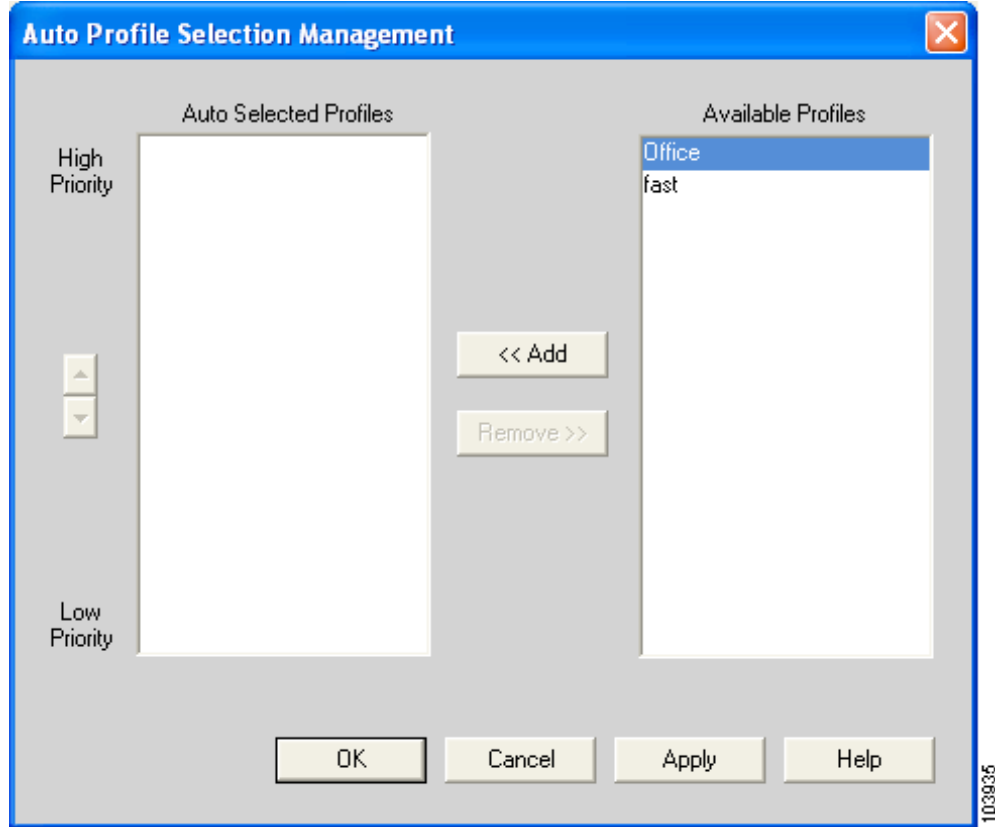 Auto Profile Selection Management
Auto Selected Profiles
Available Profiles
High
Priority
Office
fast
<< Add
Remove >>
Low
Priority
OK
Cancel
Apply
Help
103935